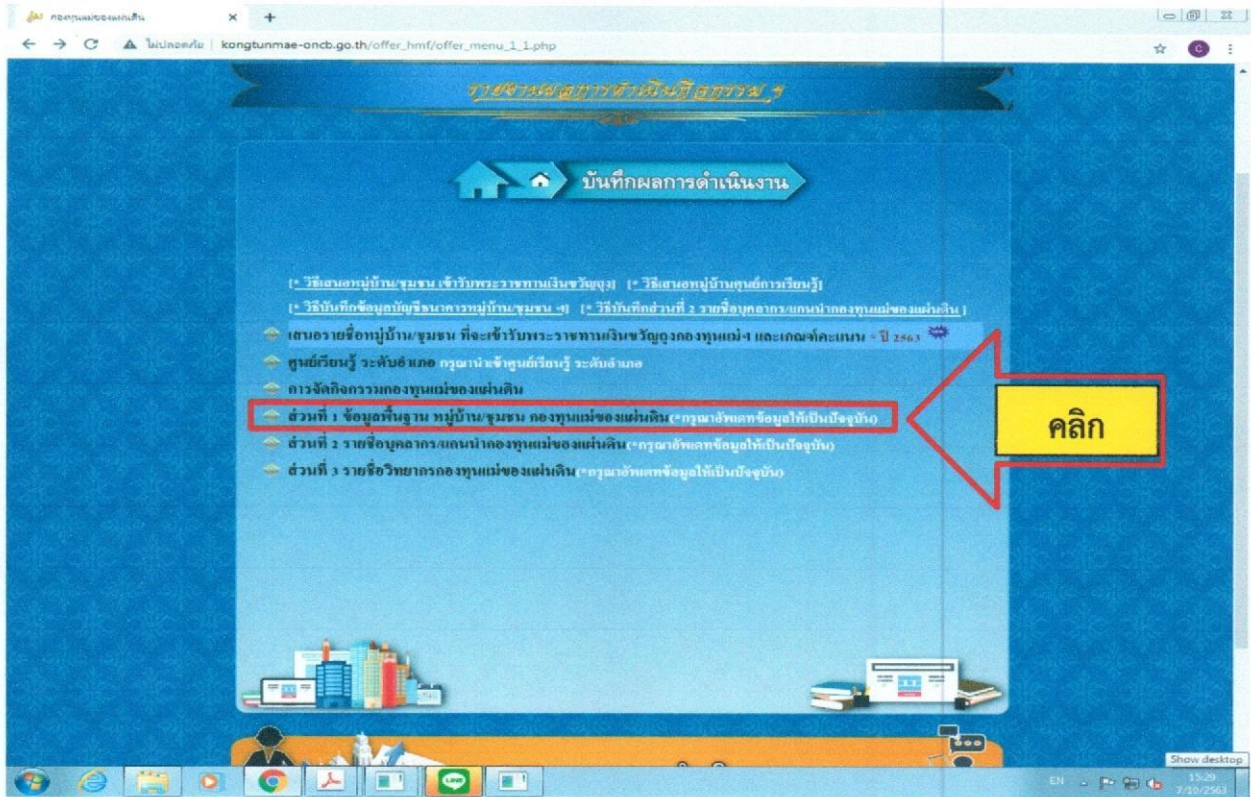 กองทุนแม่ของแผ่นดิน
ไม่ปลอดภัย | kongtunmae-oncb.go.th/offer_hmf/offer_menu_1_1.php
C
รายงานผลการดำเนินกิจกรรม ฯ
บันทึกผลการดำเนินงาน
[* วิธีเสนอหมู่บ้าน/ชุมชน เข้ารับพระราชทานเงินขวัญถุง] [* วิธีเสนอหมู่บ้านศูนย์การเรียนรู้]
[* วิธีบันทึกข้อมูลบัญชีธนาคารหมู่บ้าน/ชุมชน ฯ] [* วิธีบันทึกส่วนที่ 2 รายชื่อบุคลากร/แกนนำกองทุนแม่ของแผ่นดิน ]
เสนอรายชื่อหมู่บ้าน/ชุมชน ที่จะเข้ารับพระราชทานเงินขวัญถุงกองทุนแม่ฯ และเกณฑ์คะแนน - ปี 2563
ศูนย์เรียนรู้ ระดับอำเภอ กรุณานำเข้าศูนย์เรียนรู้ ระดับอำเภอ
การจัดกิจกรรมกองทุนแม่ของแผ่นดิน
ส่วนที่ 1 ข้อมูลพื้นฐาน หมู่บ้าน/ชุมชน กองทุนแม่ของแผ่นดิน(*กรุณาอัพเดทข้อมูลให้เป็นปัจจุบัน)
คลิก
ส่วนที่ 2 รายชื่อบุคลากร/แกนนำกองทุนแม่ของแผ่นดิน(*กรุณาอัพเดทข้อมูลให้เป็นปัจจุบัน)
ส่วนที่ 3 รายชื่อวิทยากรกองทุนแม่ของแผ่นดิน(*กรุณาอัพเดทข้อมูลให้เป็นปัจจุบัน)
Show desktop
LINE
EN
15:29
7/10/2563